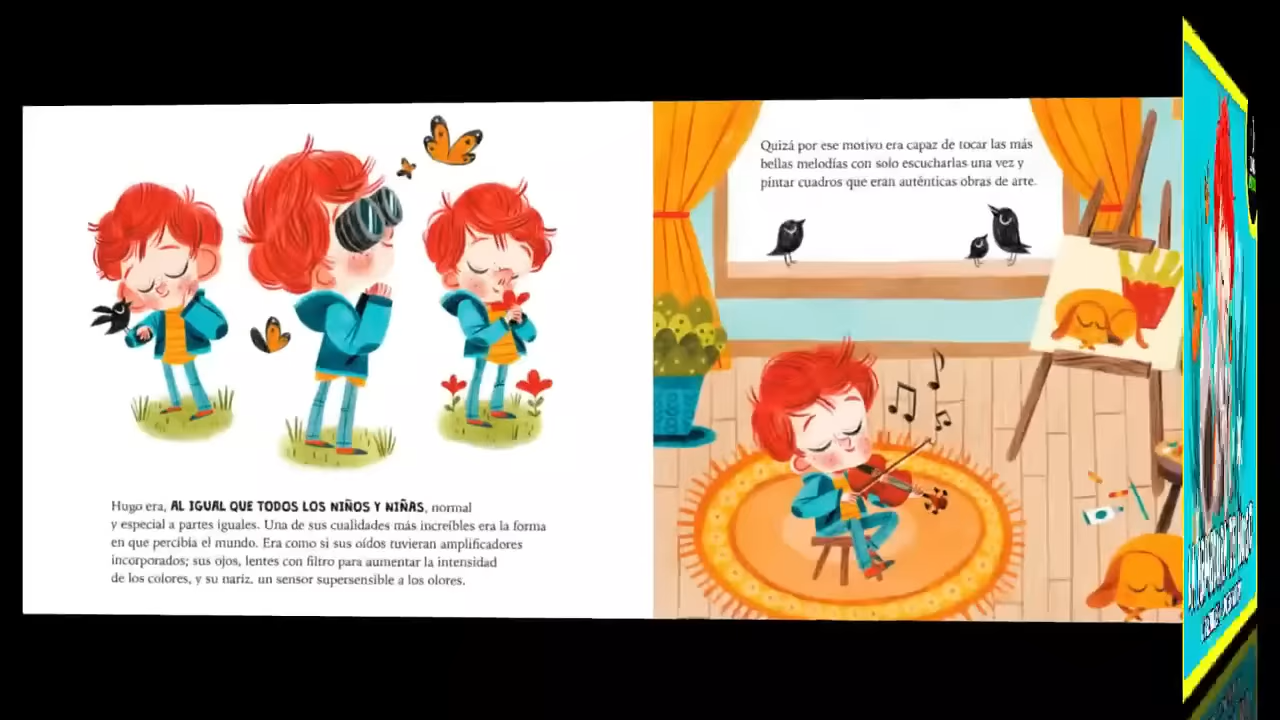 Hugo era, AL IGUAL QUE TODOS LOS NIÑOS Y NIÑAS, normal
y especial a partes iguales. Una de sus cualidades más increíbles era la forma
en que percibía el mundo. Era como si sus oídos tuvieran amplificadores
incorporados; sus ojos, lentes con filtro para aumentar la intensidad
de los colores, y su nariz, un sensor supersensible a los olores.
Quizá por ese motivo era capaz de tocar las más
bellas melodías con solo escucharlas una vez y
pintar cuadros que eran auténticas obras de arte.